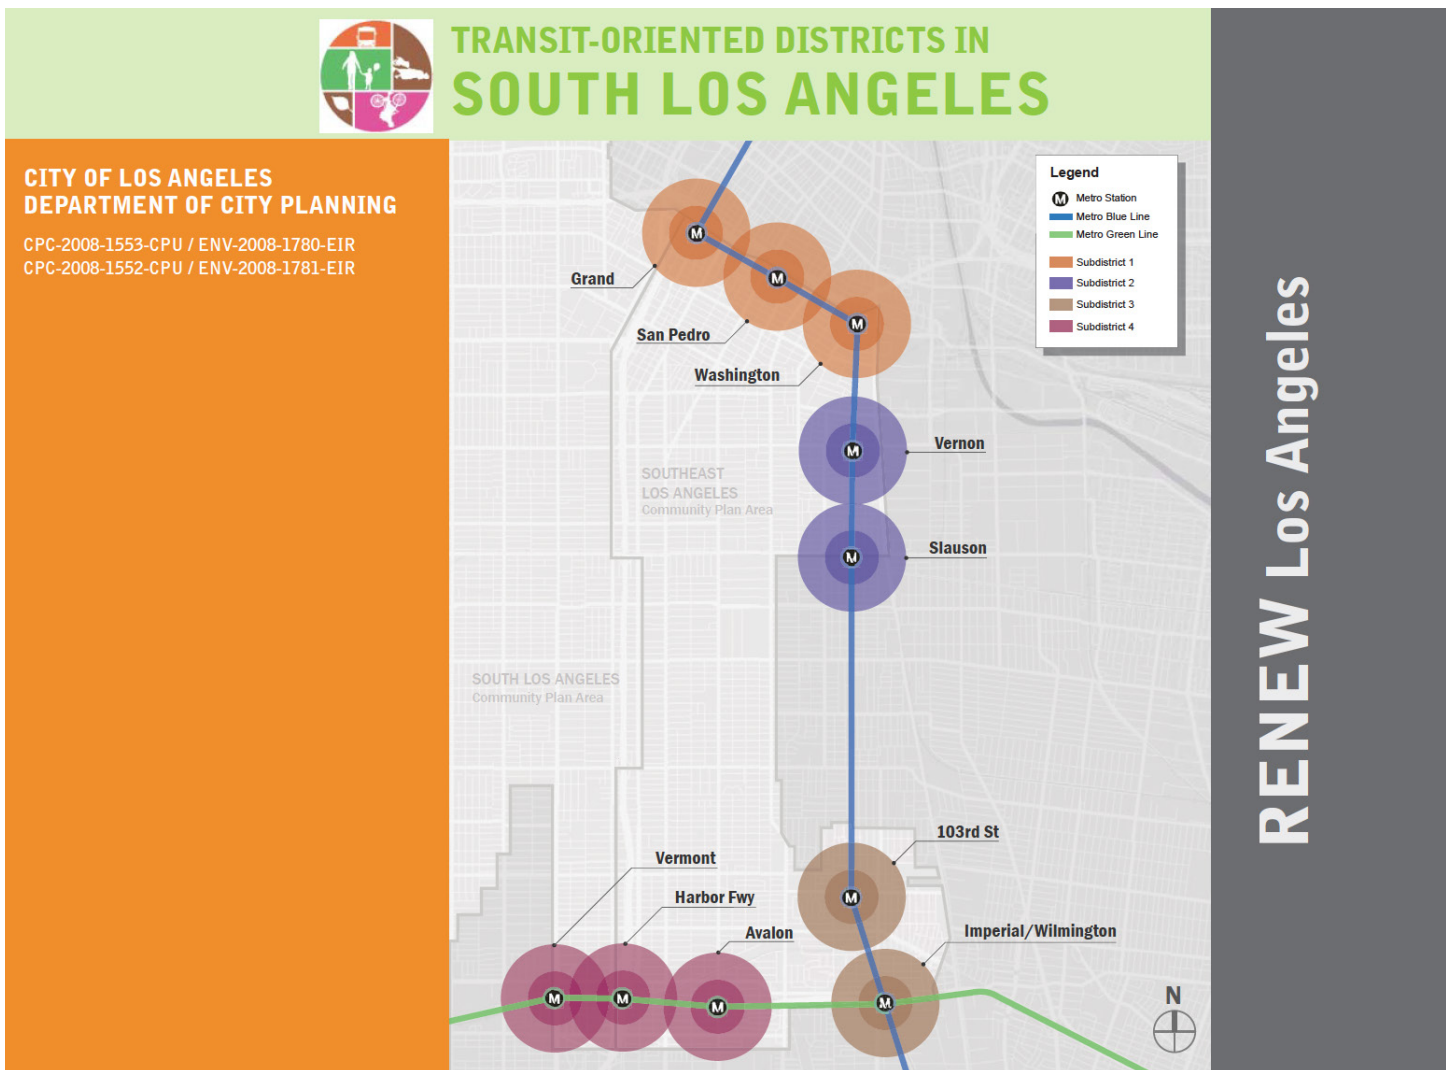 TRANSIT-ORIENTED DISTRICTS IN
SOUTH LOS ANGELES
CITY OF LOS ANGELES
DEPARTMENT OF CITY PLANNING
CPC-2008-1553-CPU / ENV-2008-1780-EIR
CPC-2008-1552-CPU / ENV-2008-1781-EIR
Legend
M Metro Station
Metro Blue Line
Metro Green Line
Subdistrict 1
Subdistrict 2
Subdistrict 3
Subdistrict 4
M
Grand
M
San Pedro
M
Washington
M
Vernon
SOUTHEAST
LOS ANGELES
Community Plan Area
M
Slauson
SOUTH LOS ANGELES
Community Plan Area
103rd St
M
Vermont
Harbor Fwy
Avalon
Imperial/Wilmington
M
M
M
M
N
RENEW Los Angeles